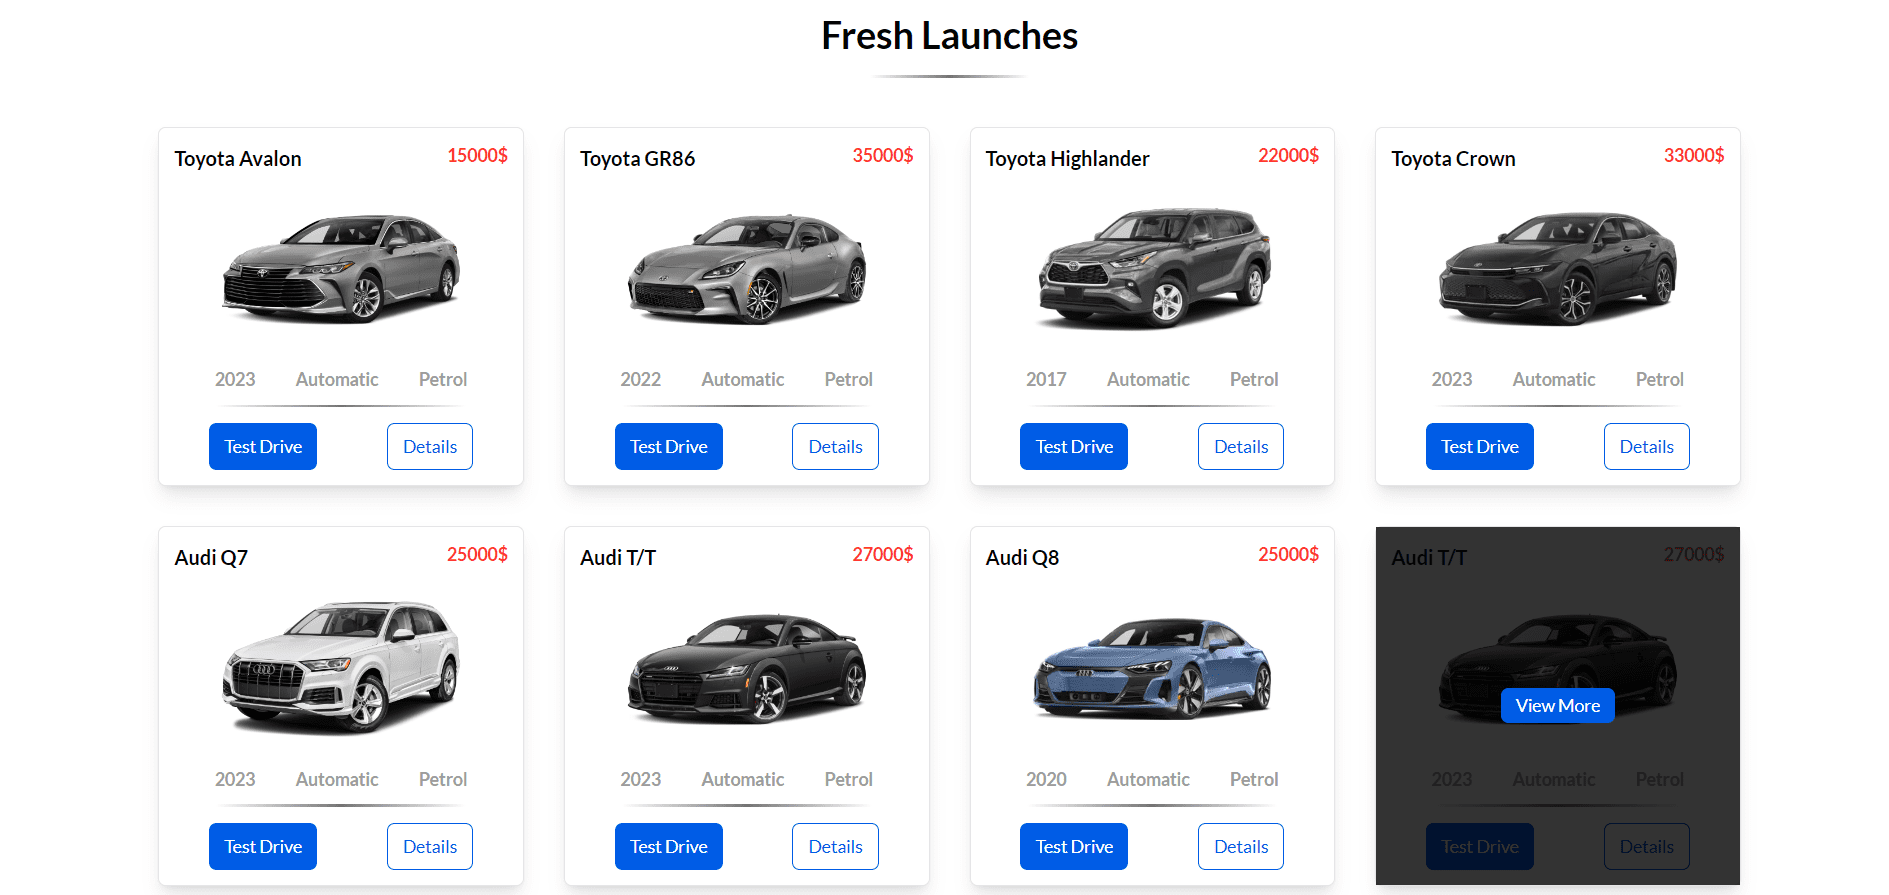 Fresh Launches
Toyota Avalon 15000$
2023 Automatic Petrol
Test Drive Details
Toyota GR86 35000$
2022 Automatic Petrol
Test Drive Details
Toyota Highlander 22000$
2017 Automatic Petrol
Test Drive Details
Toyota Crown 33000$
2023 Automatic Petrol
Test Drive Details
Audi Q7 25000$
2023 Automatic Petrol
Test Drive Details
Audi T/T 27000$
2023 Automatic Petrol
Test Drive Details
Audi Q8 25000$
2020 Automatic Petrol
Test Drive Details
Audi T/T 27000$
View More
2023 Automatic Petrol
Test Drive Details